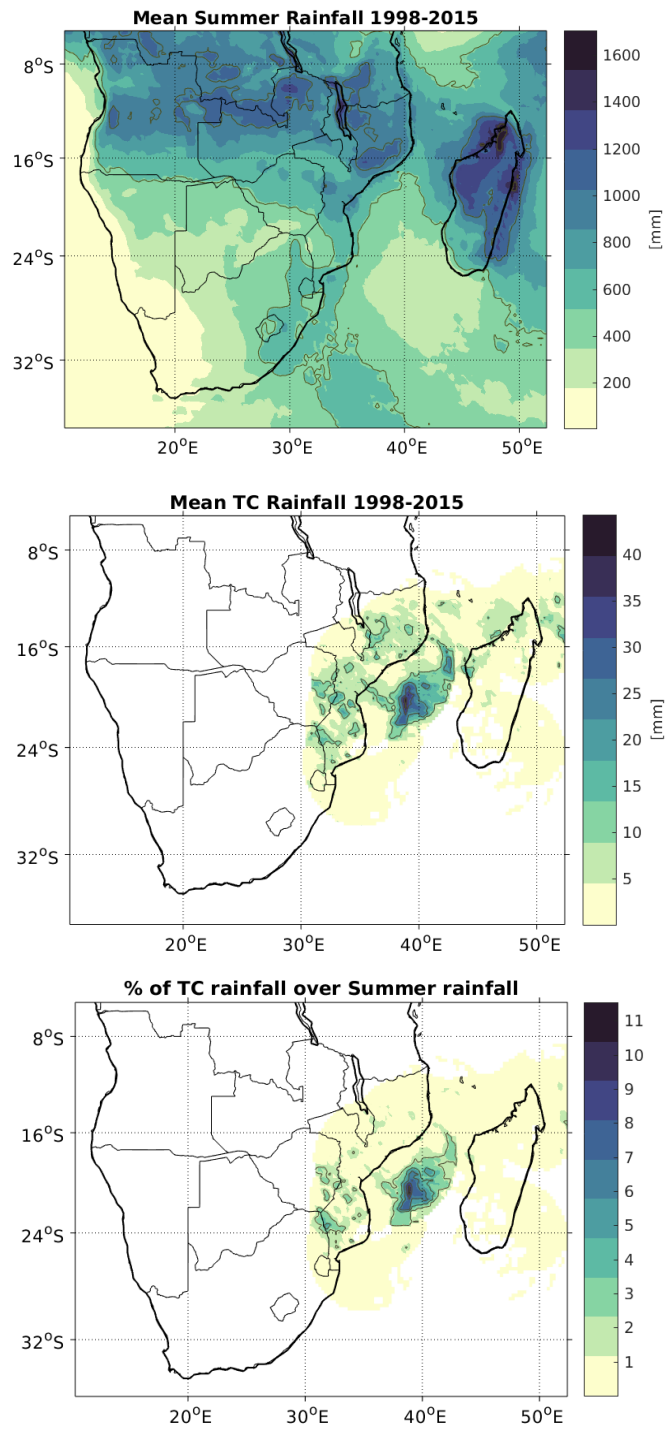 Mean Summer Rainfall 1998-2015
8°S
16°S
24°S
32°S
20°E 30°E 40°E 50°E
1600
1400
1200
1000
800
600
400
200
[mm]
Mean TC Rainfall 1998-2015
8°S
16°S
24°S
32°S
20°E 30°E 40°E 50°E
40
35
30
25
20
15
10
5
[mm]
% of TC rainfall over Summer rainfall
8°S
16°S
24°S
32°S
20°E 30°E 40°E 50°E
11
10
9
8
7
6
5
4
3
2
1